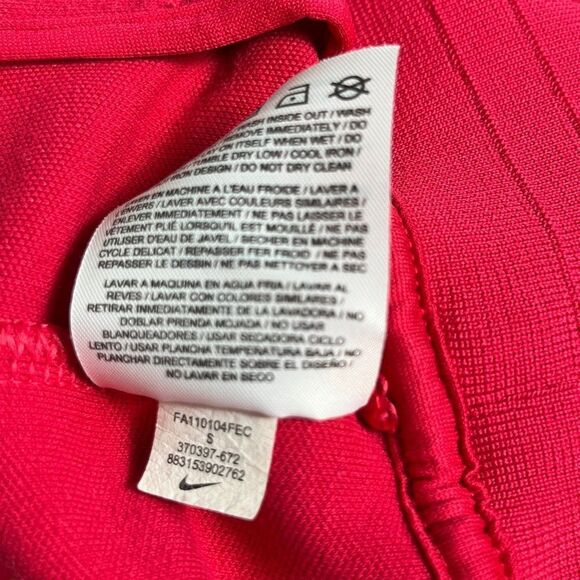 WASH INSIDE OUT / WASH
REMOVE IMMEDIATELY / DO
ON ITSELF WHEN WET / DO
TUMBLE DRY LOW / COOL IRON /
IRON DESIGN / DO NOT DRY CLEAN
LAVER EN MACHINE A L'EAU FROIDE / LAVER A
L'ENVERS / LAVER AVEC COULEURS SIMILAIRES /
ENLEVER IMMEDIATEMENT / NE PAS LAISSER LE
VÊTEMENT PLIÉ LORSQU'IL EST MOUILLÉ / NE PAS
UTILISER D'EAU DE JAVEL / SECHER EN MACHINE
CYCLE DELICAT / REPASSER FER FROID / NE PAS
REPASSER LE DESSIN / NE PAS NETTOYER A SEC
LAVAR A MAQUINA EN AGUA FRIA / LAVAR AL
REVES / LAVAR CON COLORES SIMILARES /
RETIRAR INMEDIATAMENTE DE LA LAVADORA / NO
DOBLAR PRENDA MOJADA / NO USAR
BLANQUEADORES / USAR SECADORA CICLO
LENTO / USAR PLANCHA TEMPERATURA BAJA / NO
PLANCHAR DIRECTAMENTE SOBRE EL DISEÑO /
NO LAVAR EN SECO
FA110104FEC
S
370397-672
883153902762